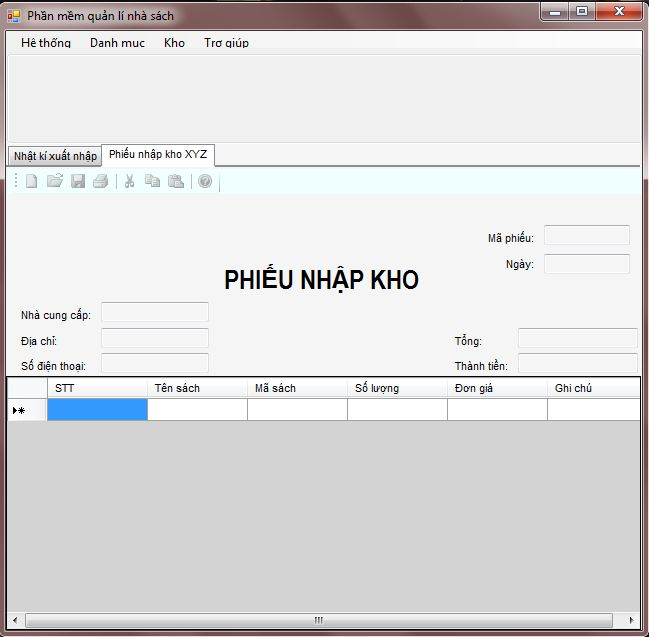 Phần mềm quản lí nhà sách
Hệ thống Danh mục Kho Trợ giúp
Nhật kí xuất nhập Phiếu nhập kho XYZ
Mã phiếu:
Ngày:
PHIẾU NHẬP KHO
Nhà cung cấp:
Địa chỉ: Tổng:
Số điện thoại: Thành tiền:
STT Tên sách Mã sách Số lượng Đơn giá Ghi chú